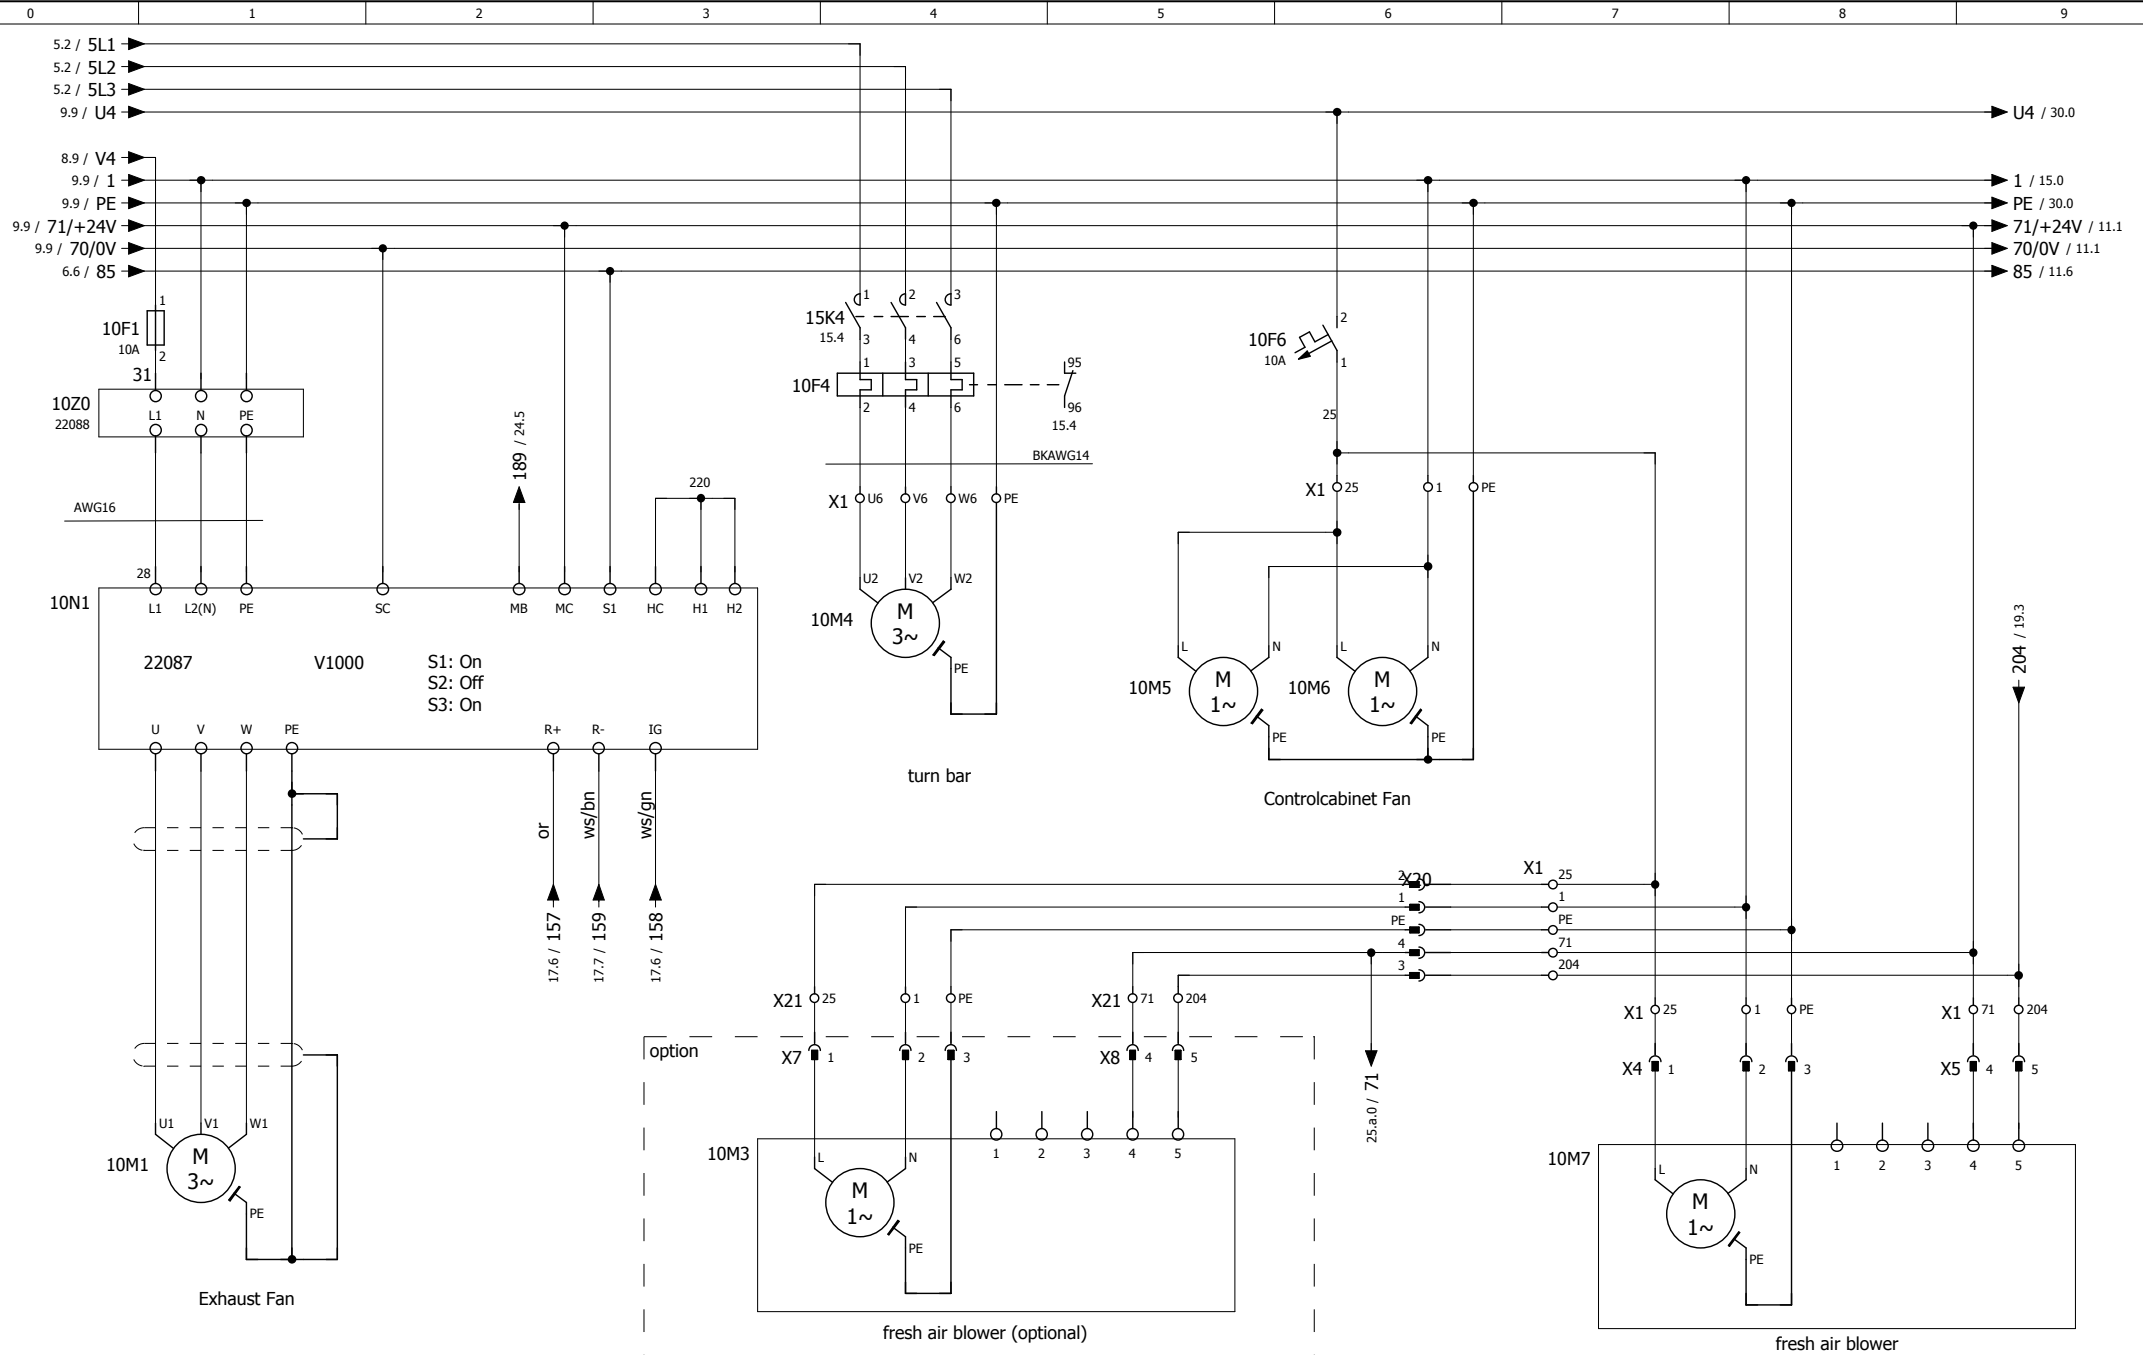 0 1 2 3 4 5 6 7 8 9
5.2 / 5L1
5.2 / 5L2
5.2 / 5L3
9.9 / U4
U4 / 30.0
8.9 / V4
9.9 / 1
1 / 15.0
9.9 / PE
PE / 30.0
9.9 / 71/+24V
71/+24V / 11.1
9.9 / 70/0V
70/0V / 11.1
6.6 / 85
85 / 11.6
1
10F1
10A
2
31
10Z0
22088
L1 N PE
AWG16
28
10N1
L1 L2(N) PE SC MB MC S1 HC H1 H2
189 / 24.5
220
22087 V1000
S1: On
S2: Off
S3: On
U V W PE R+ R- IG
or
ws/bn
ws/gn
17.6 / 157
17.7 / 159
17.6 / 158
U1 V1 W1
10M1
M
3~
PE
Exhaust Fan
1 2 3
15K4
15.4
3 4 6
1 3 5
10F4
2 4 6
95
96
15.4
BKAWG14
X1 U6 V6 W6 PE
U2 V2 W2
10M4
M
3~
PE
turn bar
2
10F6
10A
1
25
X1 25 1 PE
L N L N
10M5
M
1~
PE
10M6
M
1~
PE
Controlcabinet Fan
204 / 19.3
X20
2
1
PE
4
3
X1
25
1
PE
71
204
X21 25 1 PE
X21 71 204
option
X7 1 2 3
X8 4 5
25.a.0 / 71
10M3
L N
M
1~
PE
1 2 3 4 5
fresh air blower (optional)
X1 25 1 PE
X1 71 204
X4 1 2 3
X5 4 5
10M7
L N
M
1~
PE
1 2 3 4 5
fresh air blower